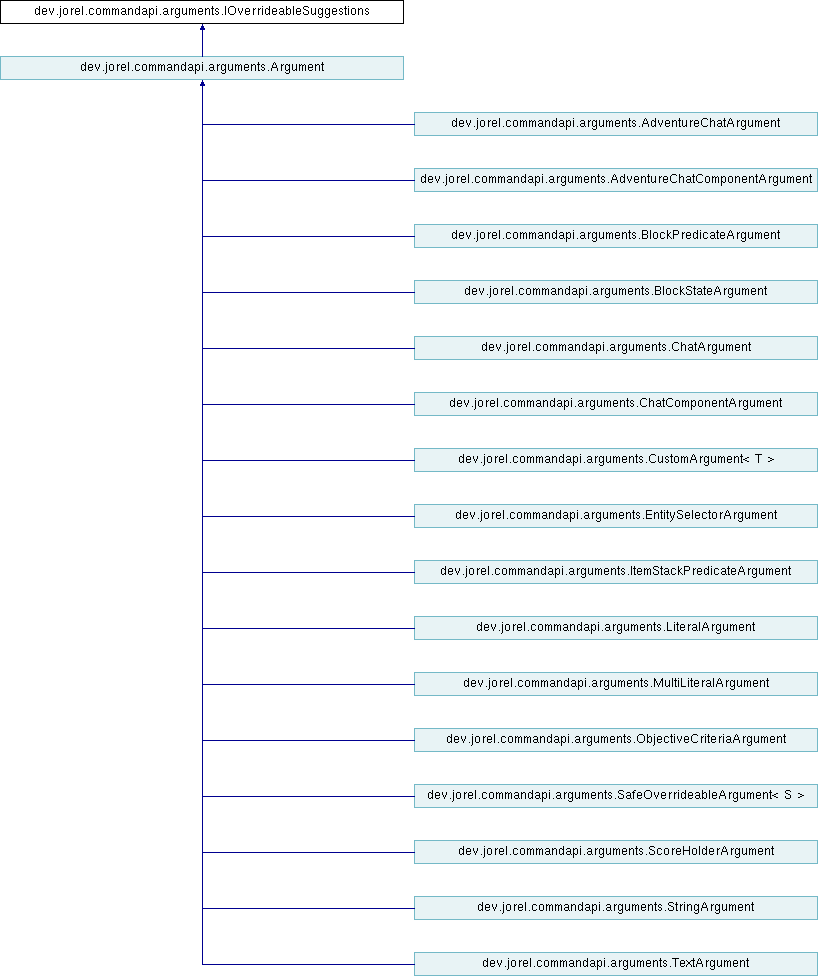 dev.jorel.commandapi.arguments.IOverrideableSuggestions
dev.jorel.commandapi.arguments.Argument
dev.jorel.commandapi.arguments.AdventureChatArgument
dev.jorel.commandapi.arguments.AdventureChatComponentArgument
dev.jorel.commandapi.arguments.BlockPredicateArgument
dev.jorel.commandapi.arguments.BlockStateArgument
dev.jorel.commandapi.arguments.ChatArgument
dev.jorel.commandapi.arguments.ChatComponentArgument
dev.jorel.commandapi.arguments.CustomArgument< T >
dev.jorel.commandapi.arguments.EntitySelectorArgument
dev.jorel.commandapi.arguments.ItemStackPredicateArgument
dev.jorel.commandapi.arguments.LiteralArgument
dev.jorel.commandapi.arguments.MultiLiteralArgument
dev.jorel.commandapi.arguments.ObjectiveCriteriaArgument
dev.jorel.commandapi.arguments.SafeOverrideableArgument< S >
dev.jorel.commandapi.arguments.ScoreHolderArgument
dev.jorel.commandapi.arguments.StringArgument
dev.jorel.commandapi.arguments.TextArgument